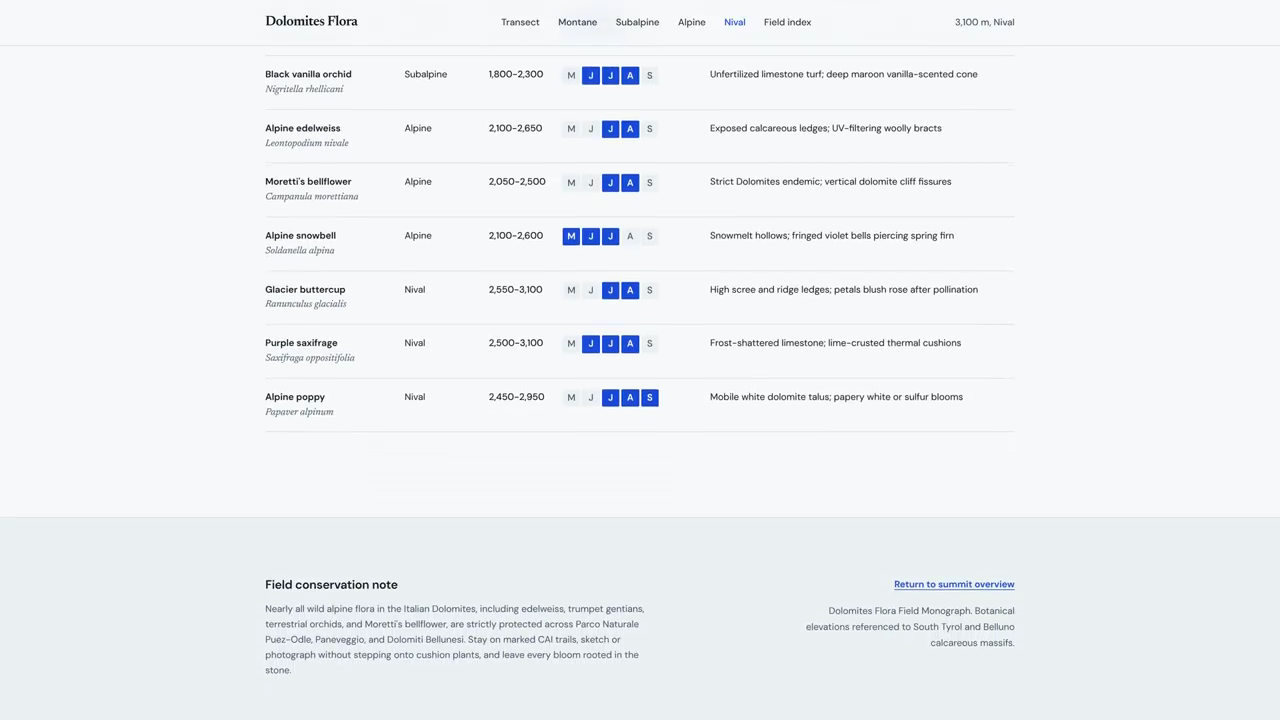 Dolomites Flora
Transect Montane Subalpine Alpine Nival Field index
3,100 m, Nival
Black vanilla orchid Subalpine 1,800–2,300 M J J A S Unfertilized limestone turf; deep maroon vanilla-scented cone
Nigritella rhellicani
Alpine edelweiss Alpine 2,100–2,650 M J J A S Exposed calcareous ledges; UV-filtering woolly bracts
Leontopodium nivale
Moretti's bellflower Alpine 2,050–2,500 M J J A S Strict Dolomites endemic; vertical dolomite cliff fissures
Campanula morettiana
Alpine snowbell Alpine 2,100–2,600 M J J A S Snowmelt hollows; fringed violet bells piercing spring firn
Soldanella alpina
Glacier buttercup Nival 2,550–3,100 M J J A S High scree and ridge ledges; petals blush rose after pollination
Ranunculus glacialis
Purple saxifrage Nival 2,500–3,100 M J J A S Frost-shattered limestone; lime-crusted thermal cushions
Saxifraga oppositifolia
Alpine poppy Nival 2,450–2,950 M J J A S Mobile white dolomite talus; papery white or sulfur blooms
Papaver alpinum
Field conservation note
Nearly all wild alpine flora in the Italian Dolomites, including edelweiss, trumpet gentians,
terrestrial orchids, and Moretti's bellflower, are strictly protected across Parco Naturale
Puez-Odle, Paneveggio, and Dolomiti Bellunesi. Stay on marked CAI trails, sketch or
photograph without stepping onto cushion plants, and leave every bloom rooted in the
stone.
Return to summit overview
Dolomites Flora Field Monograph. Botanical
elevations referenced to South Tyrol and Belluno
calcareous massifs.